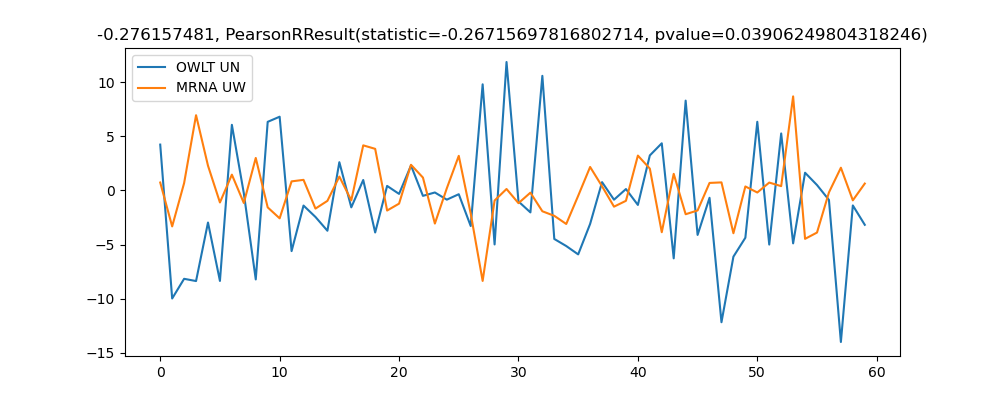 -0.276157481, PearsonRResult(statistic=-0.26715697816802714, pvalue=0.03906249804318246)
OWLT UN
MRNA UW
10
5
0
−5
−10
−15
0 10 20 30 40 50 60